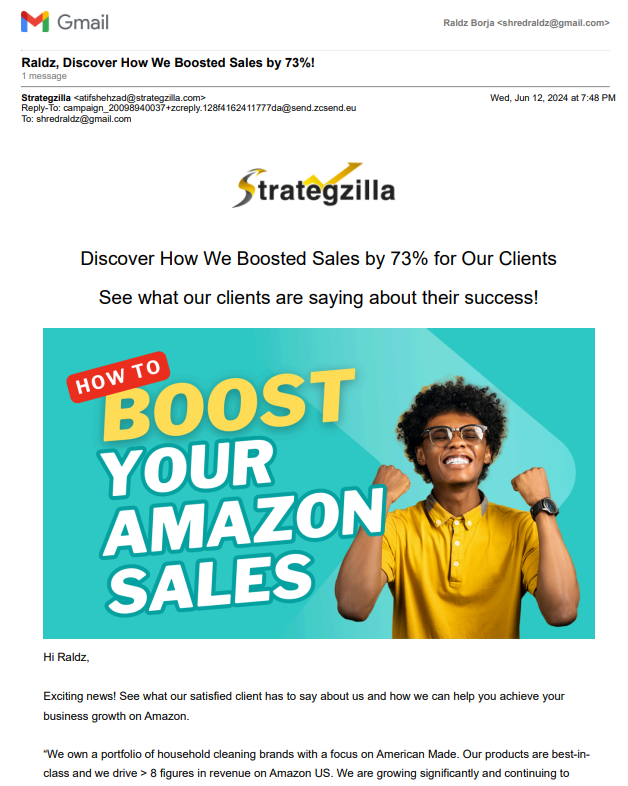 Gmail
Raldz Borja <shredraldz@gmail.com>
Raldz, Discover How We Boosted Sales by 73%!
1 message
Strategzilla <atifshehzad@strategzilla.com>
Wed, Jun 12, 2024 at 7:48 PM
Reply-To: campaign_20098940037+zcreply.128f4162411777da@send.zcsend.eu
To: shredraldz@gmail.com
Strategzilla
Discover How We Boosted Sales by 73% for Our Clients
See what our clients are saying about their success!
HOW TO
BOOST
YOUR
AMAZON
SALES
Hi Raldz,
Exciting news! See what our satisfied client has to say about us and how we can help you achieve your
business growth on Amazon.
“We own a portfolio of household cleaning brands with a focus on American Made. Our products are best-in-
class and we drive > 8 figures in revenue on Amazon US. We are growing significantly and continuing to